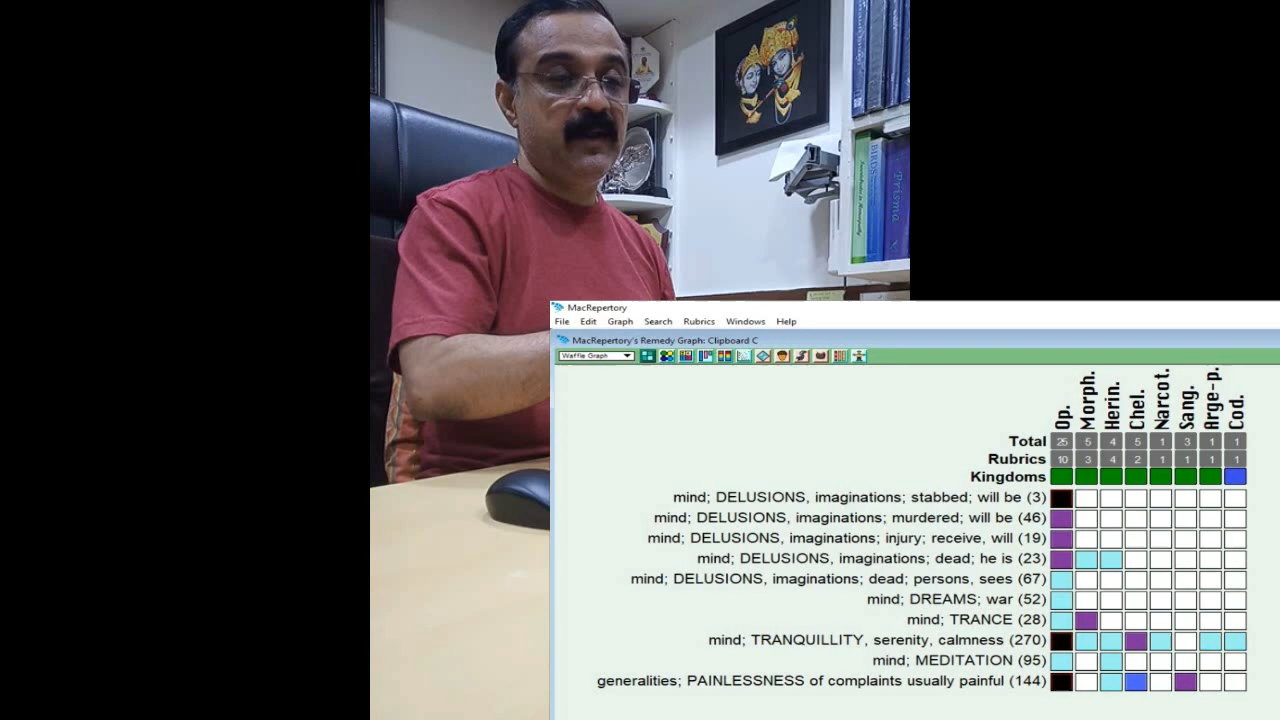 BIRDS
Prisma
MacRepertory
File Edit Graph Search Rubrics Windows Help
MacRepertory's Remedy Graph: Clipboard C
Waffle Graph
Op. Morph. Herin. Chel. Narcot. Sang. Arge-p. Cod.
Total 25 5 4 5 1 3 1 1
Rubrics 10 3 4 2 1 1 1 1
Kingdoms
mind; DELUSIONS, imaginations; stabbed; will be (3)
mind; DELUSIONS, imaginations; murdered; will be (46)
mind; DELUSIONS, imaginations; injury; receive, will (19)
mind; DELUSIONS, imaginations; dead; he is (23)
mind; DELUSIONS, imaginations; dead; persons, sees (67)
mind; DREAMS; war (52)
mind; TRANCE (28)
mind; TRANQUILLITY, serenity, calmness (270)
mind; MEDITATION (95)
generalities; PAINLESSNESS of complaints usually painful (144)